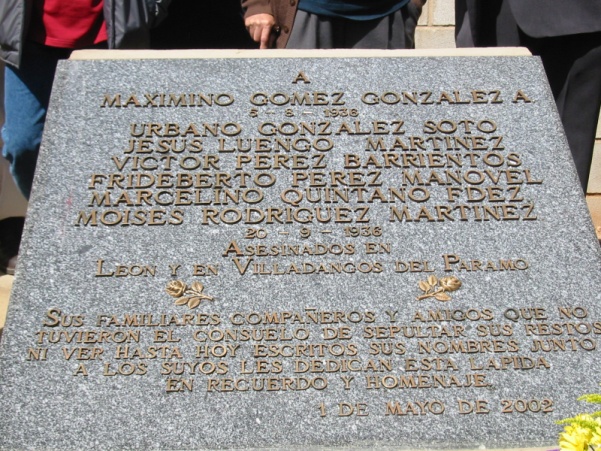 A
MAXIMINO GOMEZ GONZALEZ A.
5 - 8 - 1936
URBANO GONZALEZ SOTO
JESUS LUENGO MARTINEZ
VICTOR PEREZ BARRIENTOS
FRIDEBERTO PEREZ MANOVEL
MARCELINO QUINTANO FDEZ
MOISES RODRIGUEZ MARTINEZ
20 - 9 - 1936
ASESINADOS EN
LEON Y EN VILLADANGOS DEL PARAMO
SUS FAMILIARES COMPAÑEROS Y AMIGOS QUE NO
TUVIERON EL CONSUELO DE SEPULTAR SUS RESTOS
NI VER HASTA HOY ESCRITOS SUS NOMBRES JUNTO
A LOS SUYOS LES DEDICAN ESTA LAPIDA
EN RECUERDO Y HOMENAJE.
1 DE MAYO DE 2002